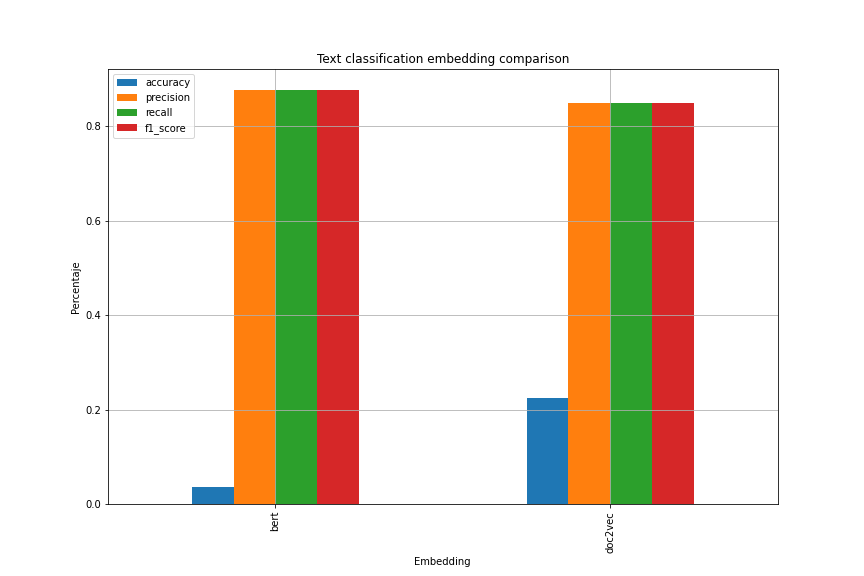 Text classification embedding comparison
accuracy
precision
recall
f1_score
0.8
0.6
0.4
0.2
0.0
Percentaje
bert
doc2vec
Embedding